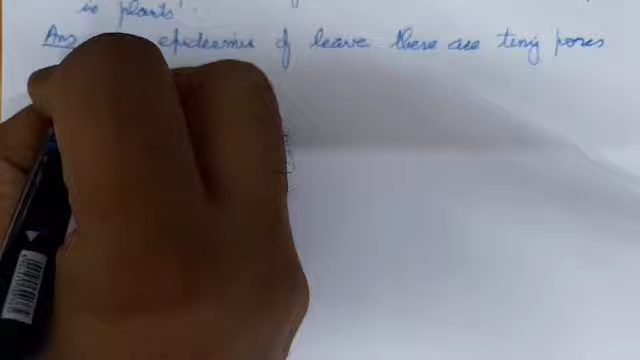 in plants.
Ans epidermis of leave there are tiny pores